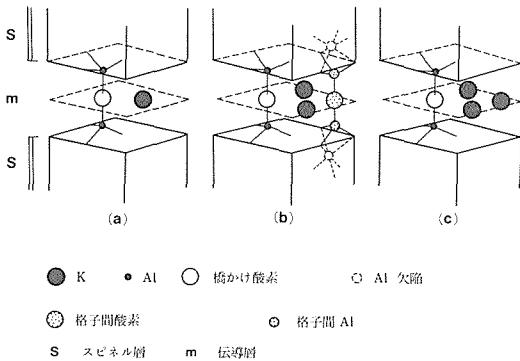 S
m
S
(a) (b) (c)
K Al 橋かけ酸素 Al 欠陥
格子間酸素 格子間 Al
S スピネル層 m 伝導層